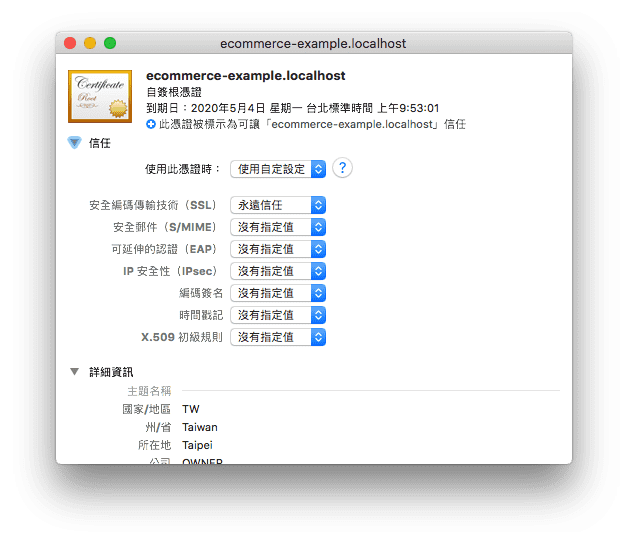 ecommerce-example.localhost
Certificate
Root
ecommerce-example.localhost
自簽根憑證
到期日：2020年5月4日 星期一 台北標準時間 上午9:53:01
此憑證被標示為可讓「ecommerce-example.localhost」信任
信任
使用此憑證時： 使用自定設定 ?
安全編碼傳輸技術（SSL） 永遠信任
安全郵件（S/MIME） 沒有指定值
可延伸的認證（EAP） 沒有指定值
IP 安全性（IPsec） 沒有指定值
編碼簽名 沒有指定值
時間戳記 沒有指定值
X.509 初級規則 沒有指定值
詳細資訊
主題名稱
國家/地區 TW
州/省 Taiwan
所在地 Taipei
公司 OWNER